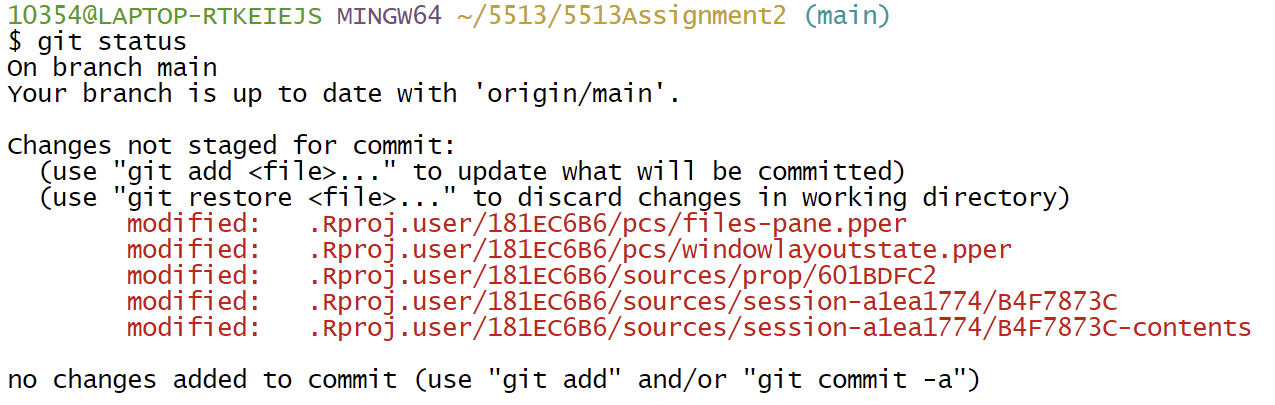 10354@LAPTOP-RTKEIEJS MINGW64 ~/5513/5513Assignment2 (main)
$ git status
On branch main
Your branch is up to date with 'origin/main'.
Changes not staged for commit:
(use "git add <file>..." to update what will be committed)
(use "git restore <file>..." to discard changes in working directory)
modified: .Rproj.user/181EC6B6/pcs/files-pane.pper
modified: .Rproj.user/181EC6B6/pcs/windowlayoutstate.pper
modified: .Rproj.user/181EC6B6/sources/prop/601BDFC2
modified: .Rproj.user/181EC6B6/sources/session-a1ea1774/B4F7873C
modified: .Rproj.user/181EC6B6/sources/session-a1ea1774/B4F7873C-contents
no changes added to commit (use "git add" and/or "git commit -a")